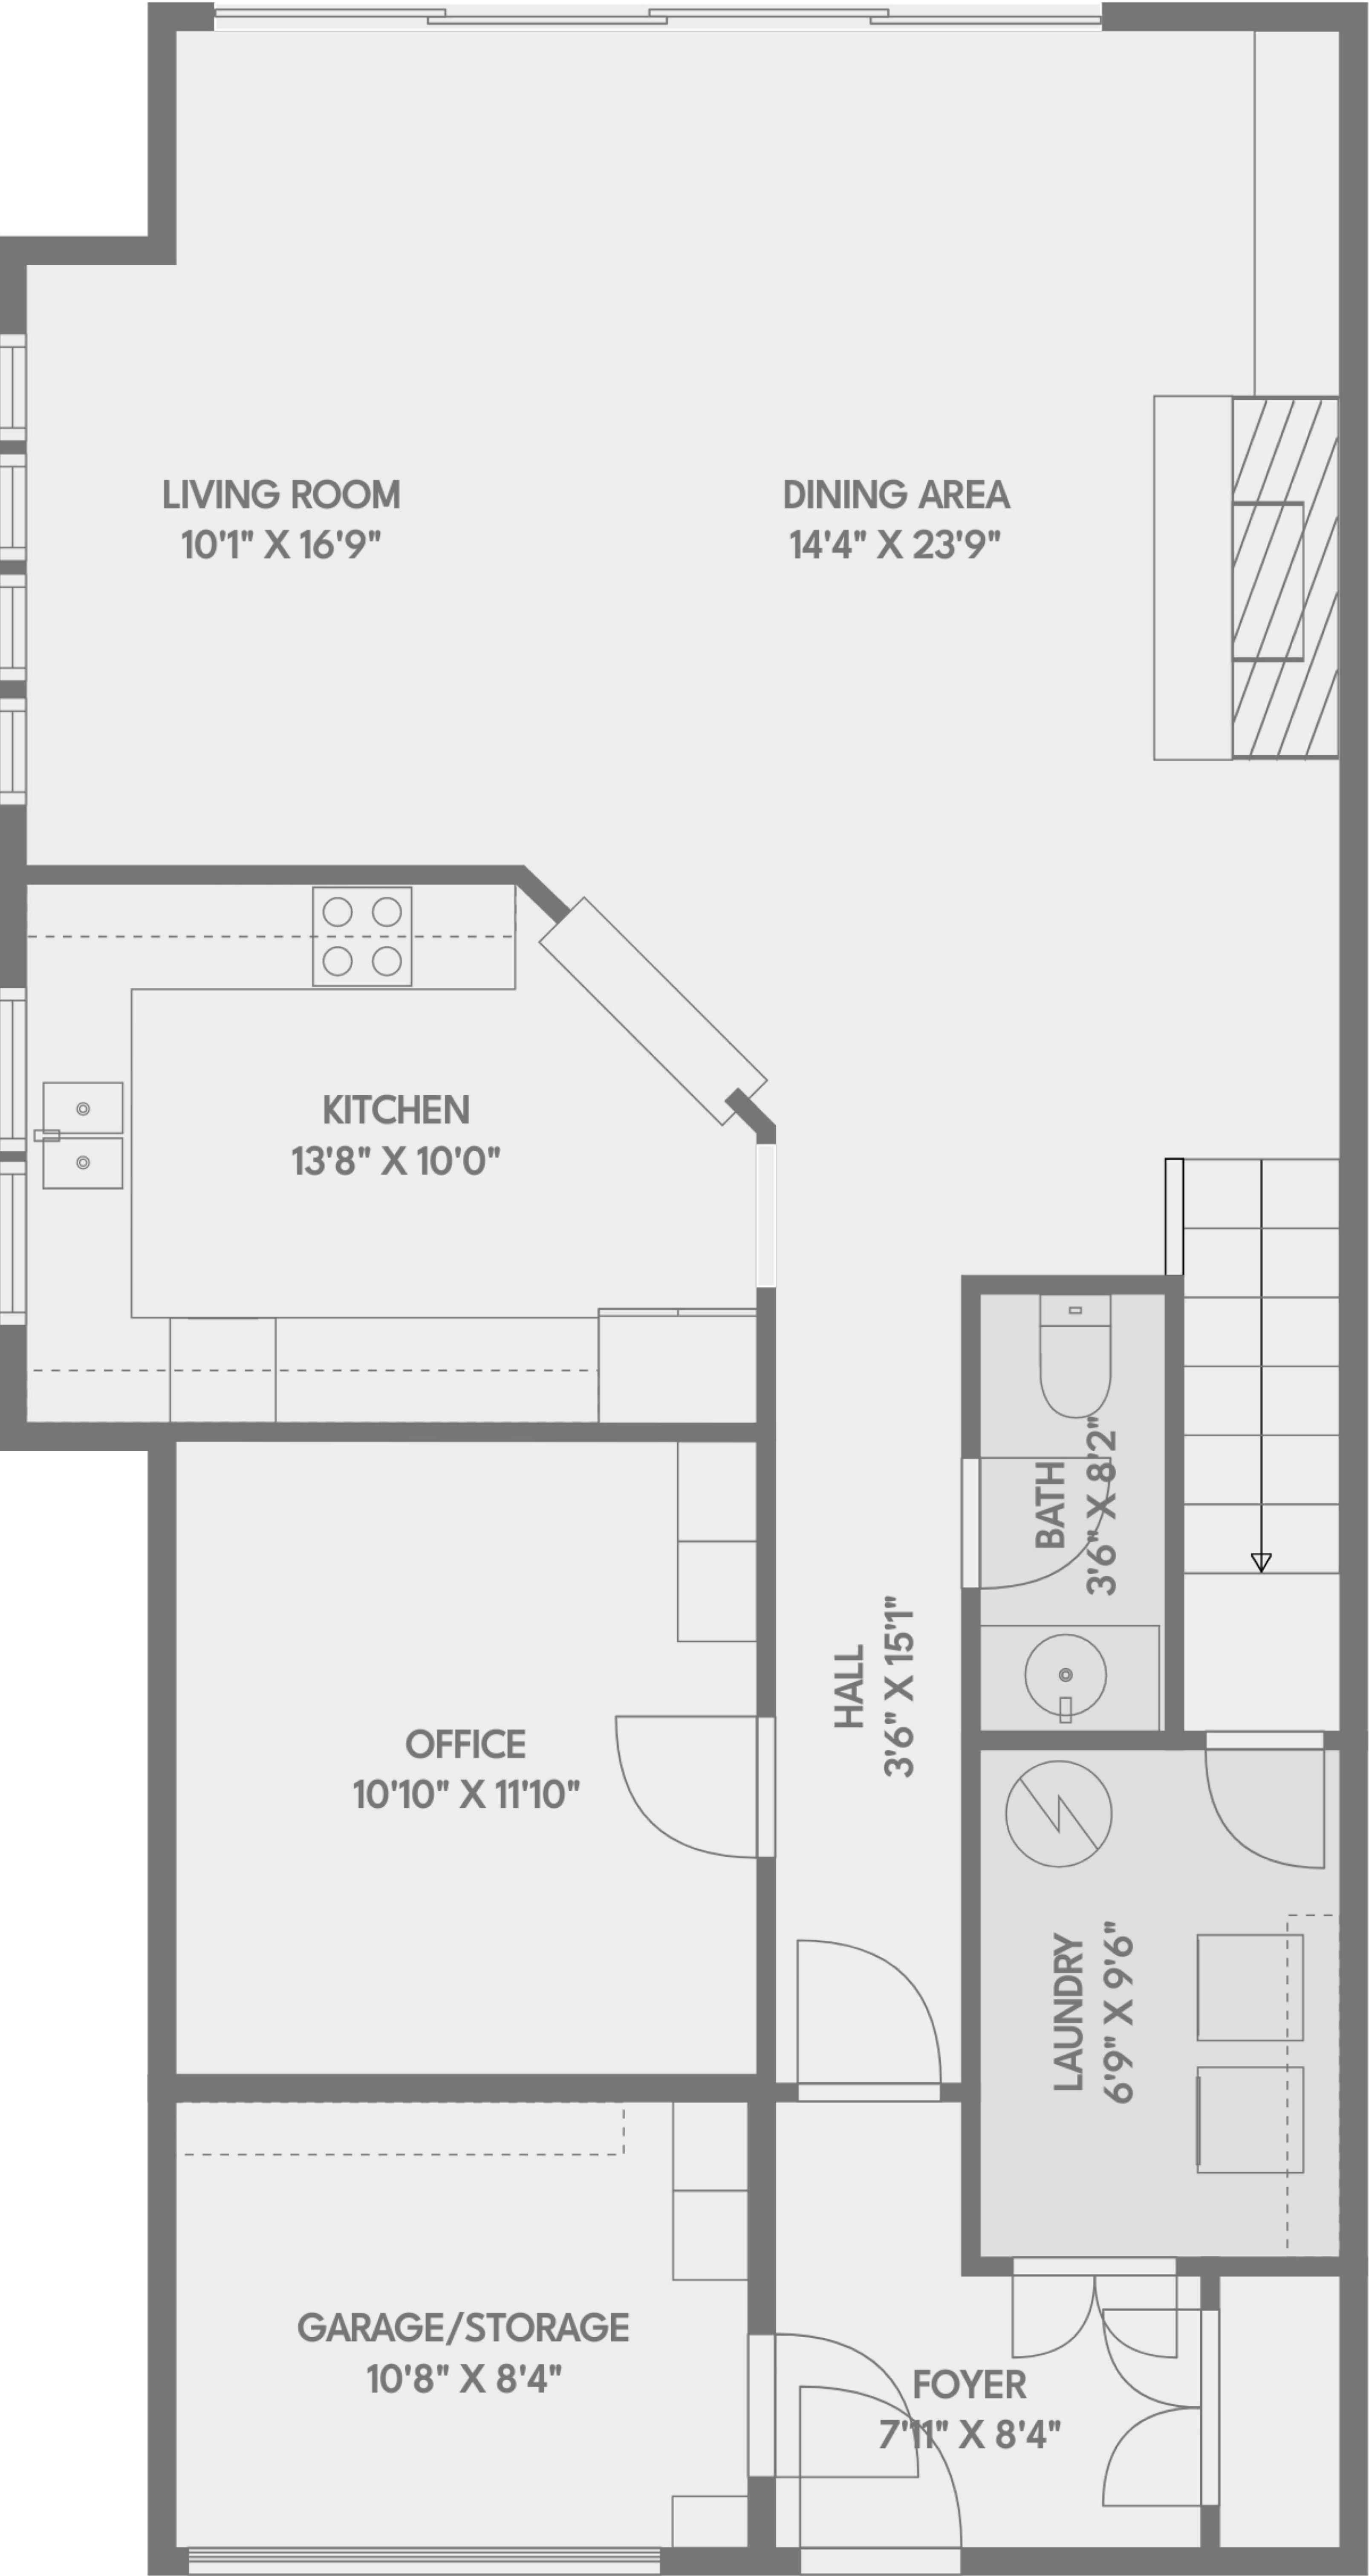 LIVING ROOM
10'1" X 16'9"
DINING AREA
14'4" X 23'9"
KITCHEN
13'8" X 10'0"
BATH
3'6" X 8'2"
HALL
3'6" X 15'1"
OFFICE
10'10" X 11'10"
LAUNDRY
6'9" X 9'6"
GARAGE/STORAGE
10'8" X 8'4"
FOYER
7'11" X 8'4"